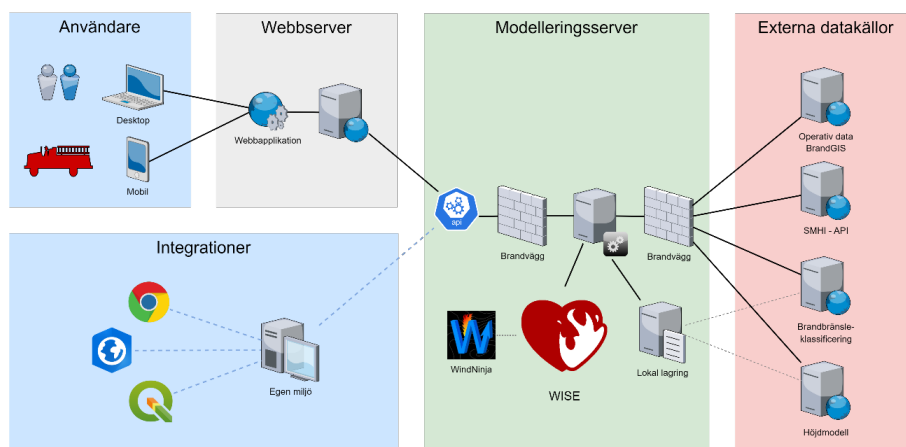 Användare
Desktop
Mobil
Webbserver
Webbapplikation
Modelleringsserver
api
Brandvägg
Brandvägg
WindNinja
WISE
Lokal lagring
Externa datakällor
Operativ data
BrandGIS
SMHI - API
Brandbränsle-
klassificering
Höjdmodell
Integrationer
Egen miljö